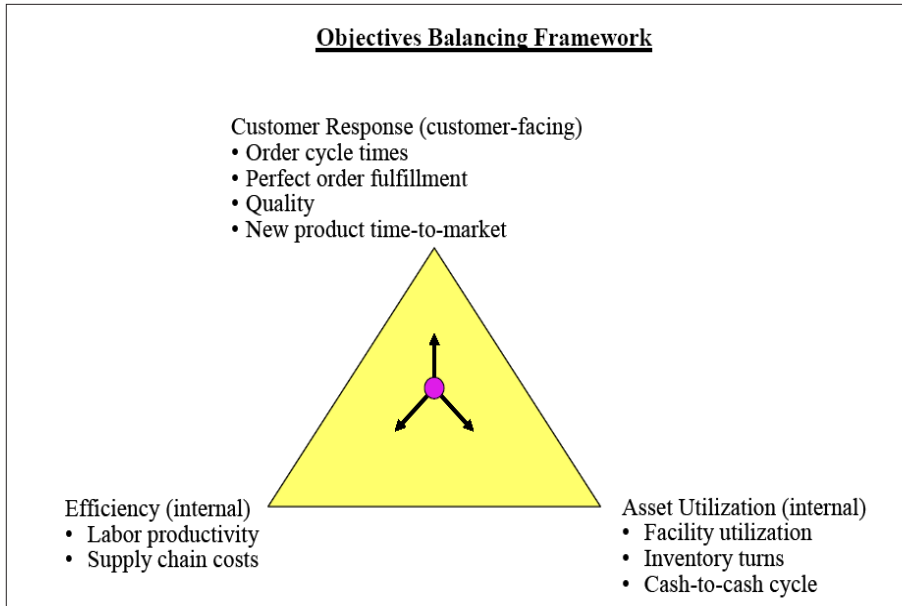 Objectives Balancing Framework
Customer Response (customer-facing)
• Order cycle times
• Perfect order fulfillment
• Quality
• New product time-to-market
Efficiency (internal)
• Labor productivity
• Supply chain costs
Asset Utilization (internal)
• Facility utilization
• Inventory turns
• Cash-to-cash cycle